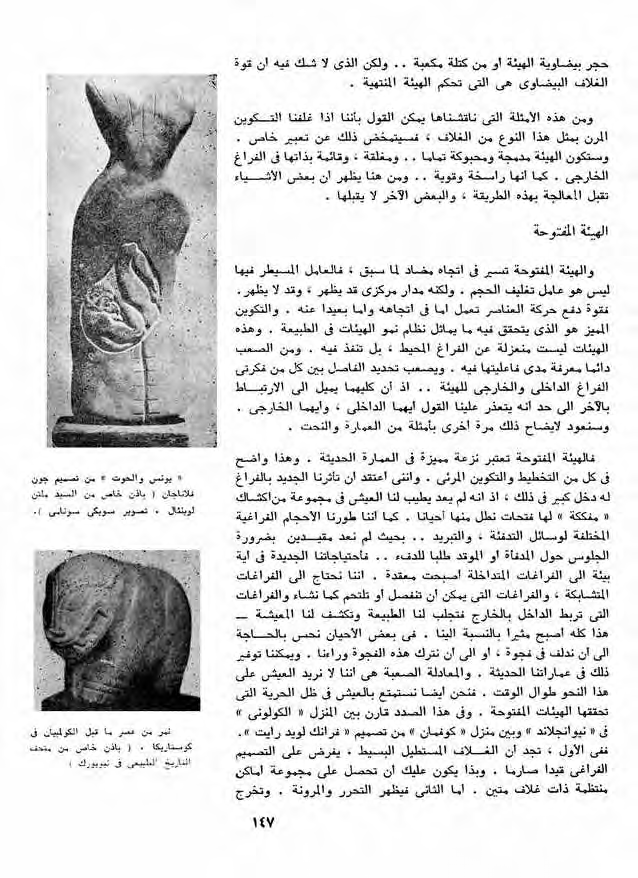 حجر بيضاوية الهيئة او من كتلة بعكبة . . ولكن الذى لا شك فيه ان قوة
الغلاف البيضاوى هى التى تحكم الهيئة المنتهية .
ومن هذه الأمثلة التى ناقشناها يمكن القول باننا اذا غلفنا التكوين
المرن بمثل هذا النوع من الغلاف ، فسيتمخض ذلك عن تعبير خاص .
وستكون الهيئة مدمجة ومكوبسة تماما . . ومغلقة ، وقائمة بذاتها فى الفراغ
الخارجى . كما انها راسخة وقوية . . ومن هنا يظهر ان بعض الأشياء
تقبل المعالجة بهذه الطريقة ، والبعض الآخر لا يقبلها .
الهيئة المفتوحة
والهيئة المفتوحة تسير فى اتجاه مضاد لما سبق ، فالعامل المسيطر فيها
ليس هو عامل تغليف الحجم . ولكنه مدار مركزى قد يظهر ، وقد لا يظهر .
فقوة دفع حركة العناصر تعمل اما فى اتجاهه واما بعيدا عنه . والتكوين
المميز هو الذى يتحقق فيه ما يماثل نظم نمو الهيئات فى الطبيعة . وهذه
الهيئات ليست منعزلة عن الفراغ المحيط ، بل تنفذ فيه . ومن الصعب
دائما معرفة مدى فاعليتها فيه . ويصعب تحديد الفاصل بين كل من فكرتى
الفراغ الداخلى والخارجى للهيئة . . اذ ان كليهما يميل الى الارتباط
بالآخر الى حد انه يتعذر علينا القول ايهما الداخلى ، وايهما الخارجى .
وسنعود لايضاح ذلك مرة اخرى بأمثلة من العمارة والنحت .
فالهيئة المفتوحة تعتبر نزعة مميزة فى العمارة الحديثة . وهذا واضح
فى كل من التخطيط والتكوين المرئى . واننى اعتقد ان تأثرنا الجديد بالفراغ
له دخل كبير فى ذلك ، اذ انه لم يعد يطيب لنا العيش فى مجموعة من الصناديق
« مفككة » لها فتحات نطل منها احيانا . كما اننا طورنا الأحجام الفراغية
المختلفة لوسائل التدفئة ، والتبريد . . بحيث لم نعد مقيدين بضرورة
الجلوس حول المدفأة او الموقد طلبا للدفء . . فاحتياجاتنا الجديدة فى اية
بيئة الى الفراغات المتداخلة اصبحت معقدة . اننا نحتاج الى الفراغات
المتشابكة ، والفراغات التى يمكن ان تنفصل او تلتحم كما نشاء ، والفراغات
التى تربط الداخل بالخارج فتجلب لنا الطبيعة وتكشف لنا المعيشة —
هذا كله اصبح ملزما بالنسبة الينا . ففى بعض الأحيان نحس بالحاجة
الى ان نندفع فى فجوة ، او الى ان نترك هذه الفجوة وراءنا . ويمكننا توفير
ذلك فى عماراتنا الحديثة . والمعادلة الصعبة هى اننا لا نريد العيش على
هذا النحو طوال الوقت . فنحن ايضا نستمتع بالعيش فى ظل الحرية التى
تحققها الهيئات المفتوحة . وفى هذا الصدد قارن بين المنزل « الكولونى »
فى « نيوانجلاند » وبين منزل « كوفمان » من تصميم « فرانك لويد رايت » .
ففى الأول ، نجد ان الغلاف المستطيل البسيط ، يفرض على التصميم
الفراغى قيدا صارما . وبذا يكون عليك ان تحصل على مجموعة اماكن
منتظمة ذات غلاف متين . اما الثانى فيظهر التحرر والمرونة . وتخرج
« يونس والحوت » من تصميم جون
فلاناجان ( باذن خاص من السيد ملتن
لوينثال . تصوير سويكى سونامى ) .
نمر من عصر ما قبل الكولمبيان فى
كوستاريكا . ( باذن خاص من متحف
التاريخ الطبيعى فى نيويورك )
١٤٧